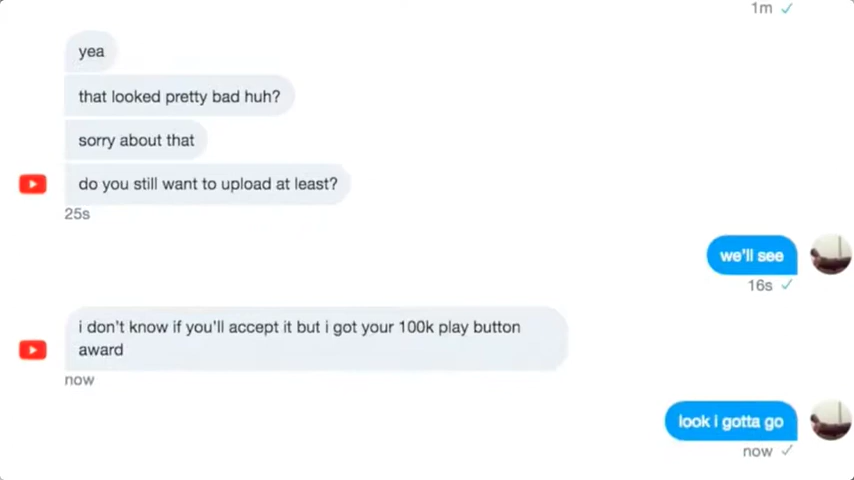 1m
yea
that looked pretty bad huh?
sorry about that
do you still want to upload at least?
25s
we'll see
16s
i don't know if you'll accept it but i got your 100k play button
award
now
look i gotta go
now